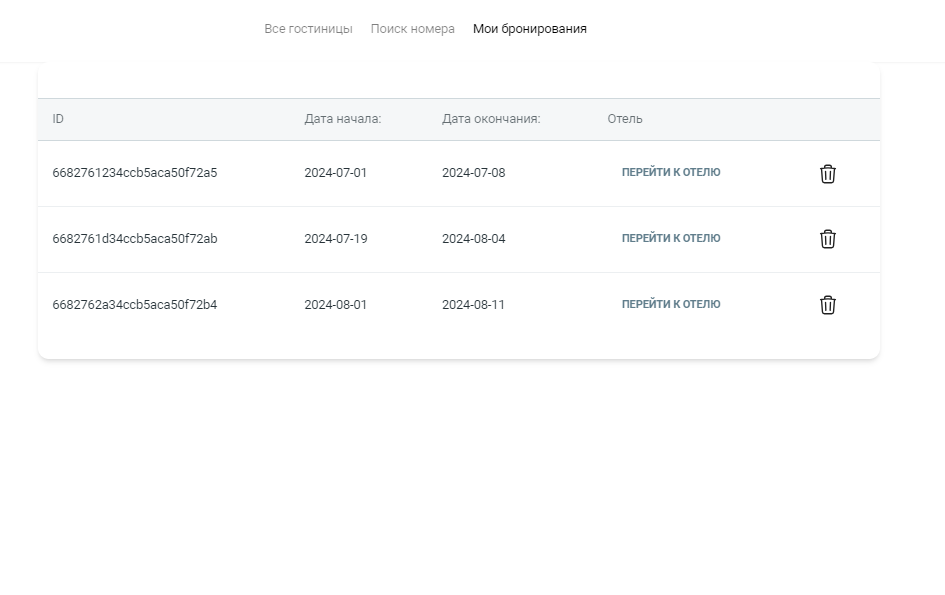 Все гостиницы Поиск номера Мои бронирования
ID Дата начала: Дата окончания: Отель
6682761234ccb5aca50f72a5 2024-07-01 2024-07-08 ПЕРЕЙТИ К ОТЕЛЮ
6682761d34ccb5aca50f72ab 2024-07-19 2024-08-04 ПЕРЕЙТИ К ОТЕЛЮ
6682762a34ccb5aca50f72b4 2024-08-01 2024-08-11 ПЕРЕЙТИ К ОТЕЛЮ